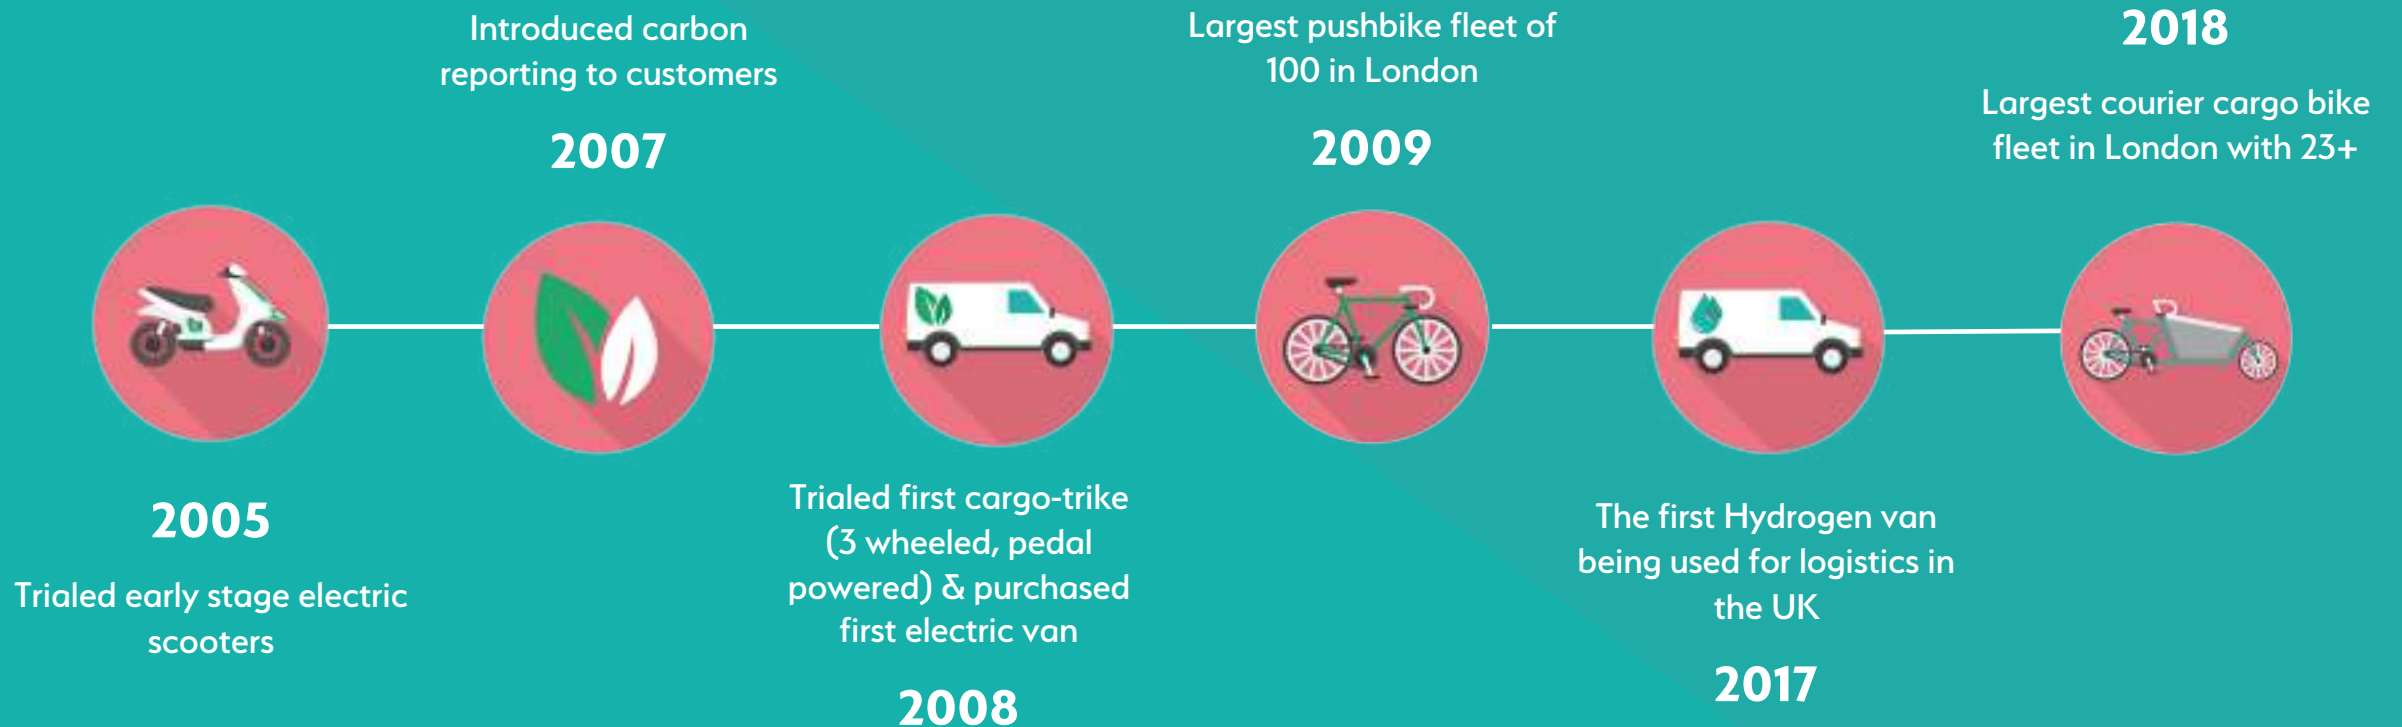 2005
Trialed early stage electric
scooters
Introduced carbon
reporting to customers
2007
Trialed first cargo-trike
(3 wheeled, pedal
powered) & purchased
first electric van
2008
Largest pushbike fleet of
100 in London
2009
The first Hydrogen van
being used for logistics in
the UK
2017
2018
Largest courier cargo bike
fleet in London with 23+